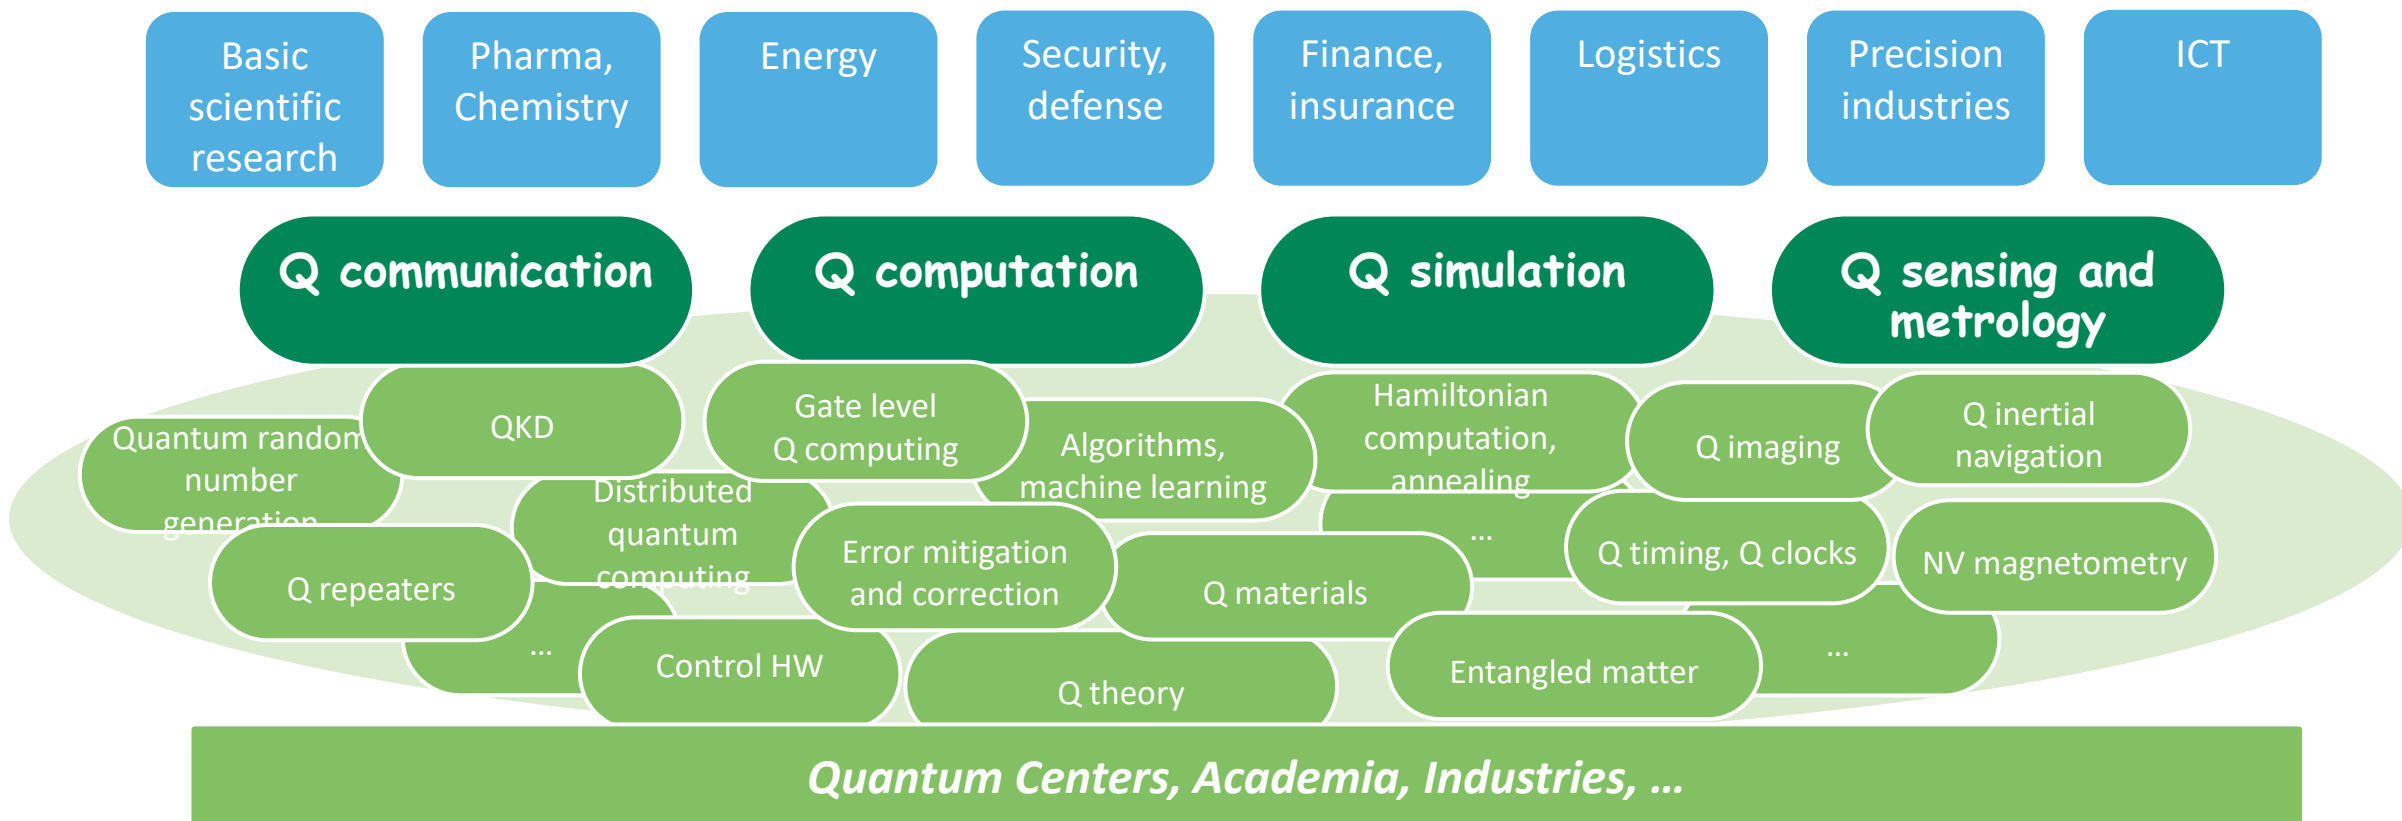 Basic
scientific
research
Pharma,
Chemistry
Energy
Security,
defense
Finance,
insurance
Logistics
Precision
industries
ICT
Q communication
Q computation
Q simulation
Q sensing and
metrology
Quantum random
number
generation
QKD
Gate level
Q computing
Algorithms,
machine learning
Hamiltonian
computation,
annealing
Q imaging
Q inertial
navigation
Q repeaters
Distributed
quantum
computing
Error mitigation
and correction
Q materials
...
Q timing, Q clocks
NV magnetometry
...
Control HW
Q theory
Entangled matter
...
Quantum Centers, Academia, Industries, ...